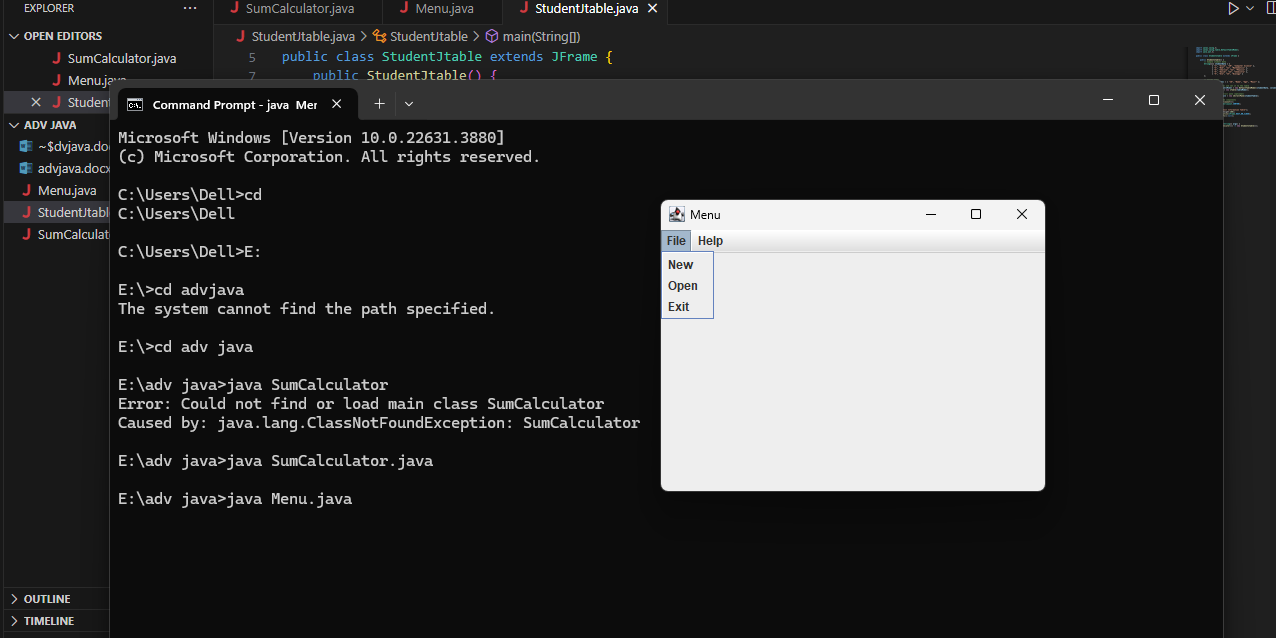 EXPLORER
SumCalculator.java
Menu.java
StudentJtable.java
OPEN EDITORS
SumCalculator.java
Menu.java
Student
ADV JAVA
~$dvjava.do
advjava.docx
Menu.java
StudentJtabl
SumCalculat
OUTLINE
TIMELINE
StudentJtable.java > StudentJtable > main(String[])
5 public class StudentJtable extends JFrame {
7 public StudentJtable() {
Command Prompt - java Mer
Microsoft Windows [Version 10.0.22631.3880]
(c) Microsoft Corporation. All rights reserved.
C:\Users\Dell>cd
C:\Users\Dell
C:\Users\Dell>E:
E:\>cd advjava
The system cannot find the path specified.
E:\>cd adv java
E:\adv java>java SumCalculator
Error: Could not find or load main class SumCalculator
Caused by: java.lang.ClassNotFoundException: SumCalculator
E:\adv java>java SumCalculator.java
E:\adv java>java Menu.java
Menu
File Help
New
Open
Exit